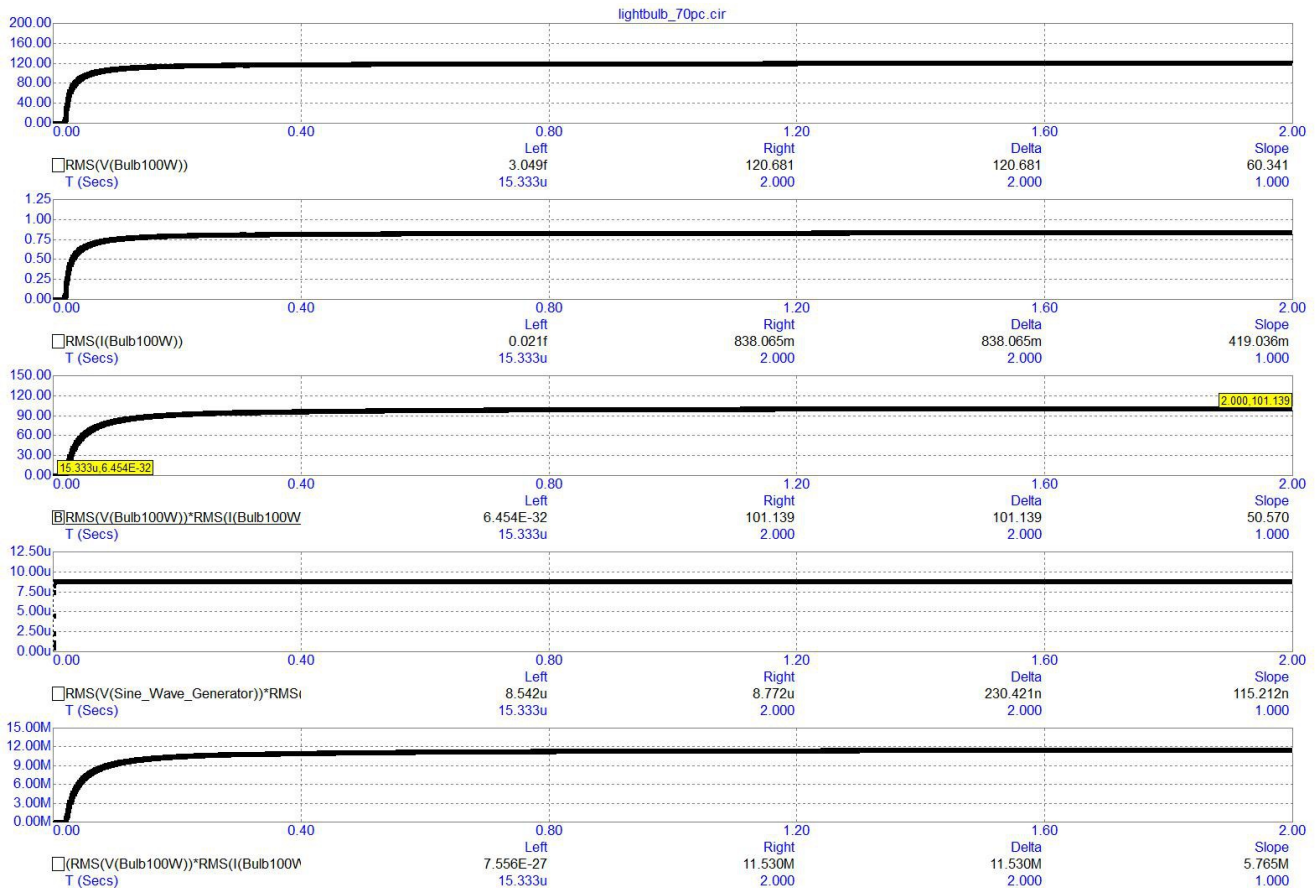 lightbulb_70pc.cir
200.00
160.00
120.00
80.00
40.00
0.00
0.00 0.40 0.80 1.20 1.60 2.00
Left Right Delta Slope
RMS(V(Bulb100W)) 3.049f 120.681 120.681 60.341
T (Secs) 15.333u 2.000 2.000 1.000
1.25
1.00
0.75
0.50
0.25
0.00
0.00 0.40 0.80 1.20 1.60 2.00
Left Right Delta Slope
RMS(I(Bulb100W)) 0.021f 838.065m 838.065m 419.036m
T (Secs) 15.333u 2.000 2.000 1.000
150.00
120.00
90.00
60.00
30.00
0.00
2.000,101.139
15.333u,6.454E-32
0.00 0.40 0.80 1.20 1.60 2.00
Left Right Delta Slope
B RMS(V(Bulb100W))*RMS(I(Bulb100W 6.454E-32 101.139 101.139 50.570
T (Secs) 15.333u 2.000 2.000 1.000
12.50u
10.00u
7.50u
5.00u
2.50u
0.00u
0.00 0.40 0.80 1.20 1.60 2.00
Left Right Delta Slope
RMS(V(Sine_Wave_Generator))*RMS( 8.542u 8.772u 230.421n 115.212n
T (Secs) 15.333u 2.000 2.000 1.000
15.00M
12.00M
9.00M
6.00M
3.00M
0.00M
0.00 0.40 0.80 1.20 1.60 2.00
Left Right Delta Slope
(RMS(V(Bulb100W))*RMS(I(Bulb100W 7.556E-27 11.530M 11.530M 5.765M
T (Secs) 15.333u 2.000 2.000 1.000